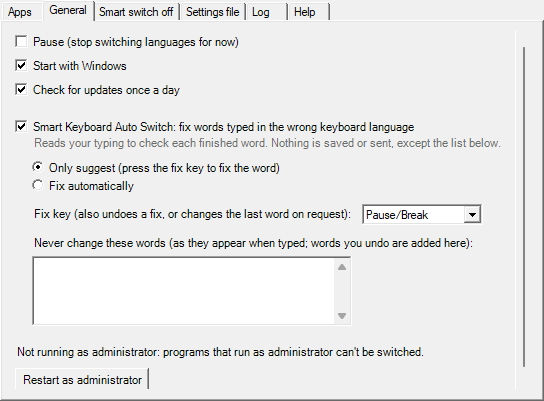 Apps General Smart switch off Settings file Log Help
Pause (stop switching languages for now)
Start with Windows
Check for updates once a day
Smart Keyboard Auto Switch: fix words typed in the wrong keyboard language
Reads your typing to check each finished word. Nothing is saved or sent, except the list below.
Only suggest (press the fix key to fix the word)
Fix automatically
Fix key (also undoes a fix, or changes the last word on request): Pause/Break
Never change these words (as they appear when typed; words you undo are added here):
Not running as administrator: programs that run as administrator can't be switched.
Restart as administrator